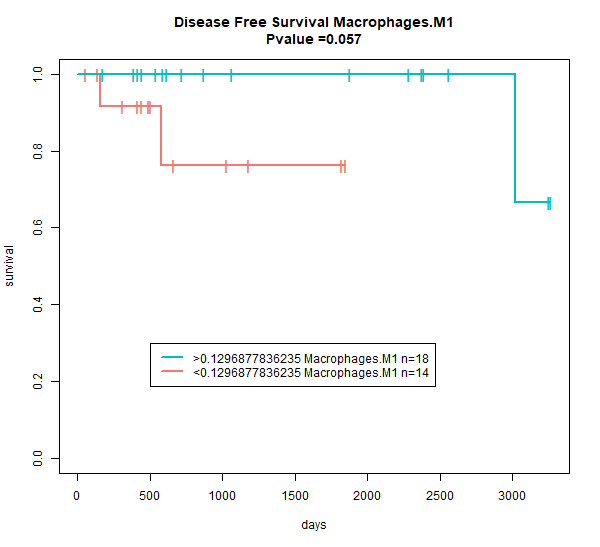 Disease Free Survival Macrophages.M1
Pvalue =0.057
1.0
0.8
0.6
0.4
0.2
0.0
survival
>0.1296877836235 Macrophages.M1 n=18
<0.1296877836235 Macrophages.M1 n=14
0 500 1000 1500 2000 2500 3000
days